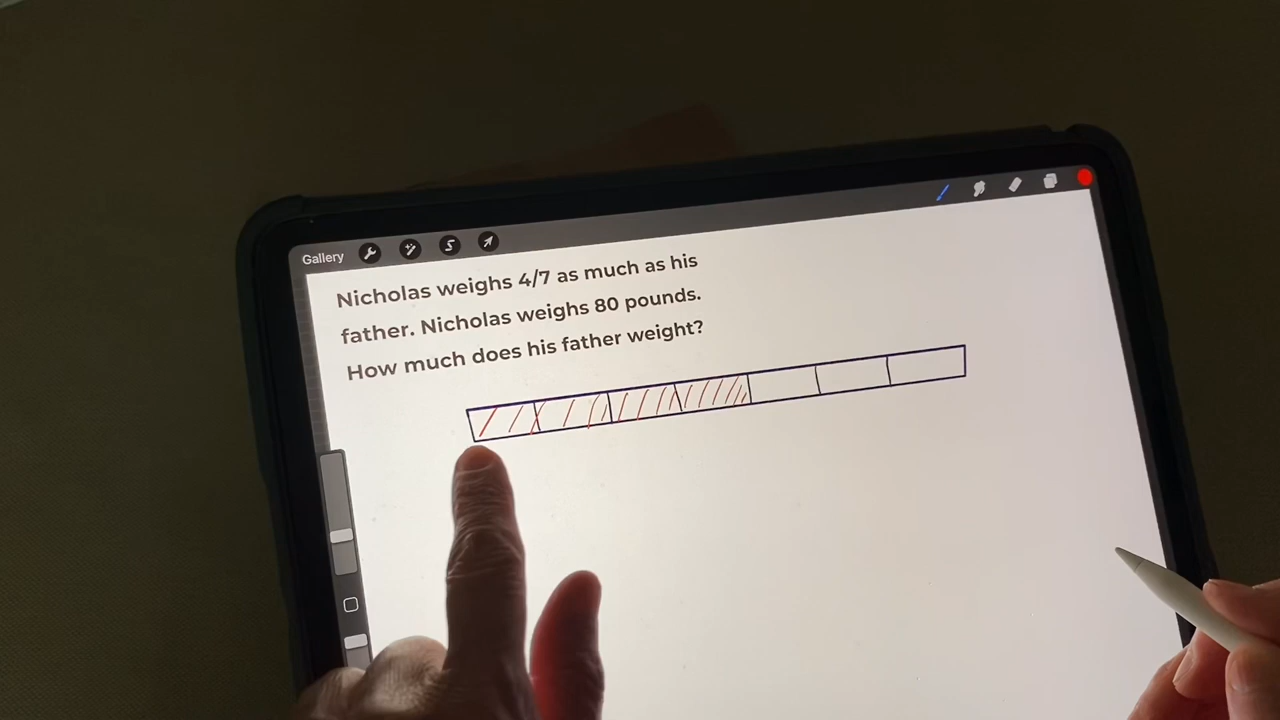 Gallery
Nicholas weighs 4/7 as much as his
father. Nicholas weighs 80 pounds.
How much does his father weight?